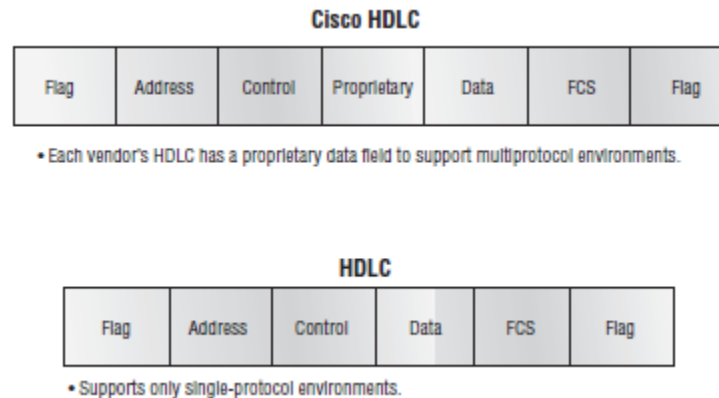 Cisco HDLC
Flag Address Control Proprietary Data FCS Flag
• Each vendor's HDLC has a proprietary data field to support multiprotocol environments.
HDLC
Flag Address Control Data FCS Flag
• Supports only single-protocol environments.